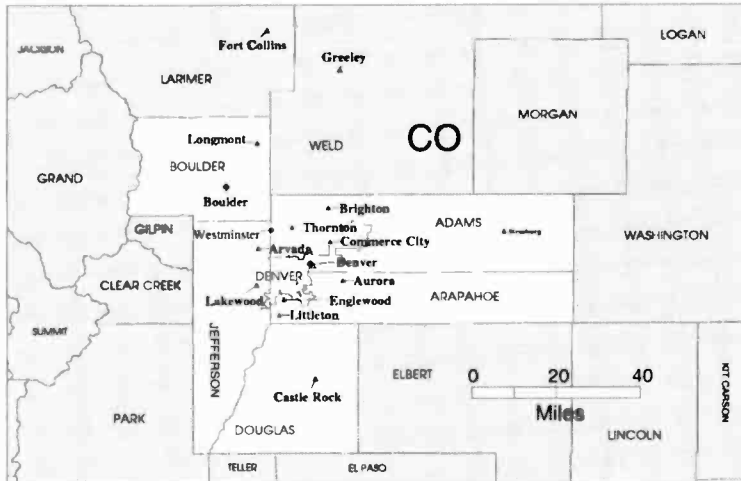 Fort Collins
LOGAN
JACKSON
Greeley
LARIMER
MORGAN
CO
Longmont
WELD
BOULDER
GRAND
Boulder
Brighton
ADAMS
GILPIN
Westminster
Thornton
WASHINGTON
Commerce City
Arvada
Denver
DENVER
CLEAR CREEK
Aurora
ARAPAHOE
Lakewood
Englewood
Littleton
SUMMIT
JEFFERSON
ELBERT
0 20 40
Miles
KIT CARSON
Castle Rock
PARK
DOUGLAS
LINCOLN
TELLER
EL PASO